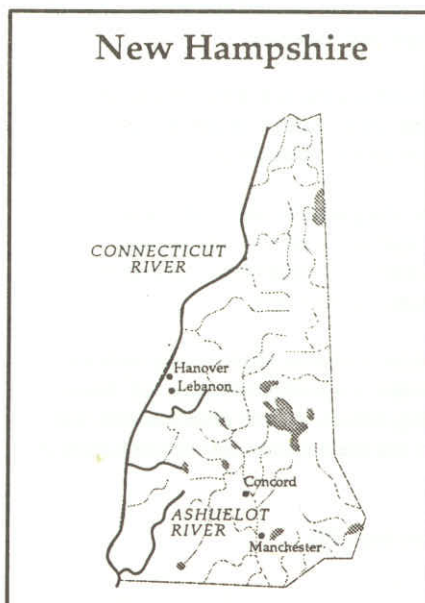 New Hampshire
CONNECTICUT
RIVER
Hanover
Lebanon
Concord
ASHUELOT
RIVER
Manchester